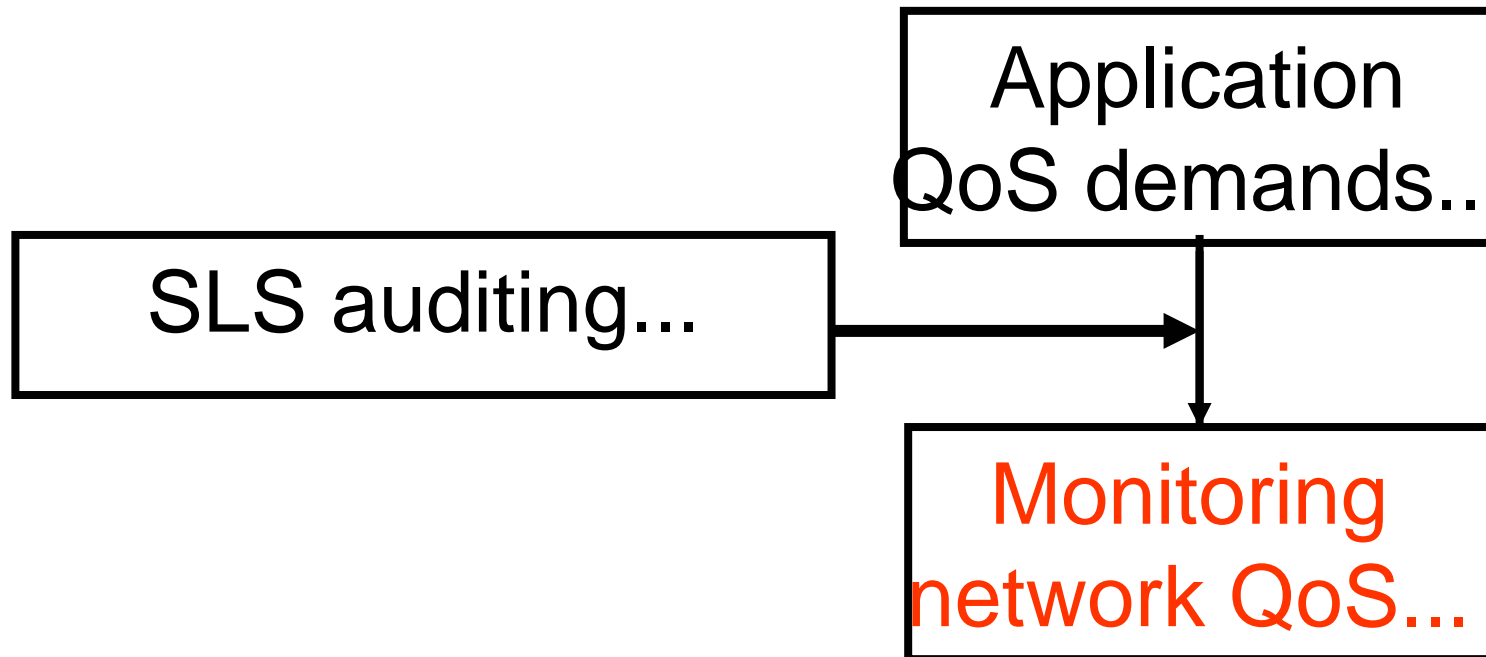 Application
QoS demands..
SLS auditing...
Monitoring
network QoS...